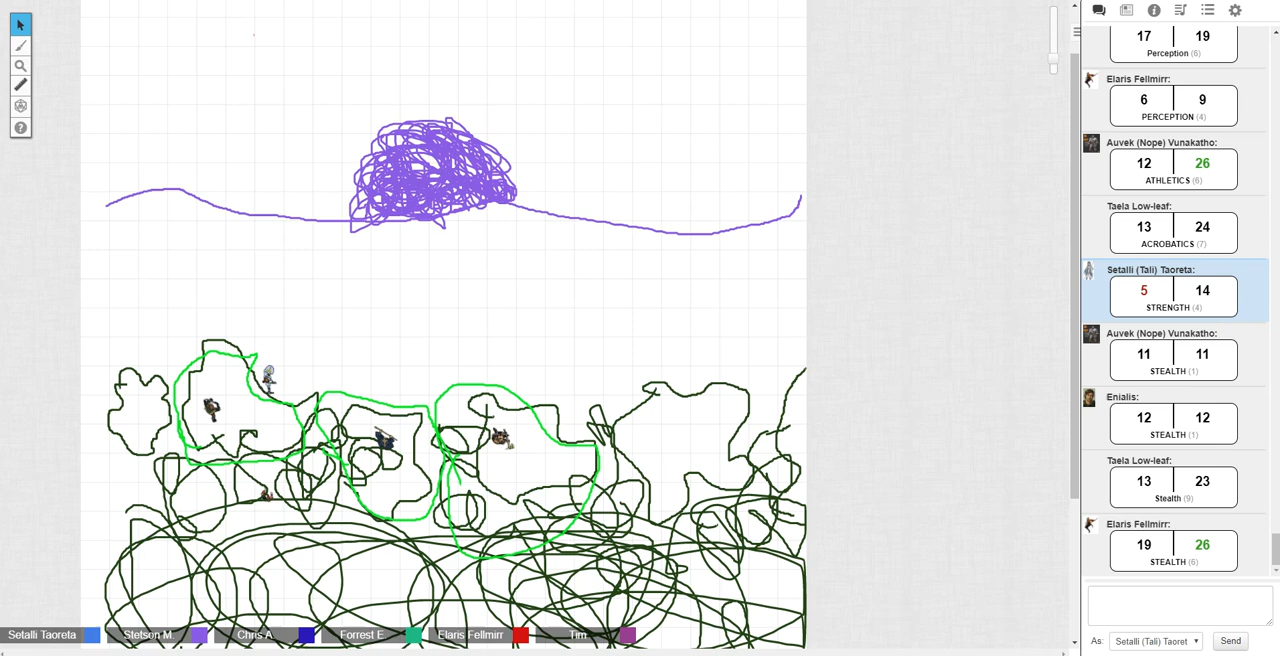 17 19
Perception (6)
Elaris Fellmirr:
6 9
PERCEPTION (4)
Auvek (Nope) Vunakatho:
12 26
ATHLETICS (6)
Taela Low-leaf:
13 24
ACROBATICS (7)
Setalli (Tali) Taoreta:
5 14
STRENGTH (4)
Auvek (Nope) Vunakatho:
11 11
STEALTH (1)
Enialis:
12 12
STEALTH (1)
Taela Low-leaf:
13 23
Stealth (9)
Elaris Fellmirr:
19 26
STEALTH (6)
As: Setalli (Tali) Taoret Send
Setalli Taoreta Stetson M. Chris A. Forrest E. Elaris Fellmirr Tim